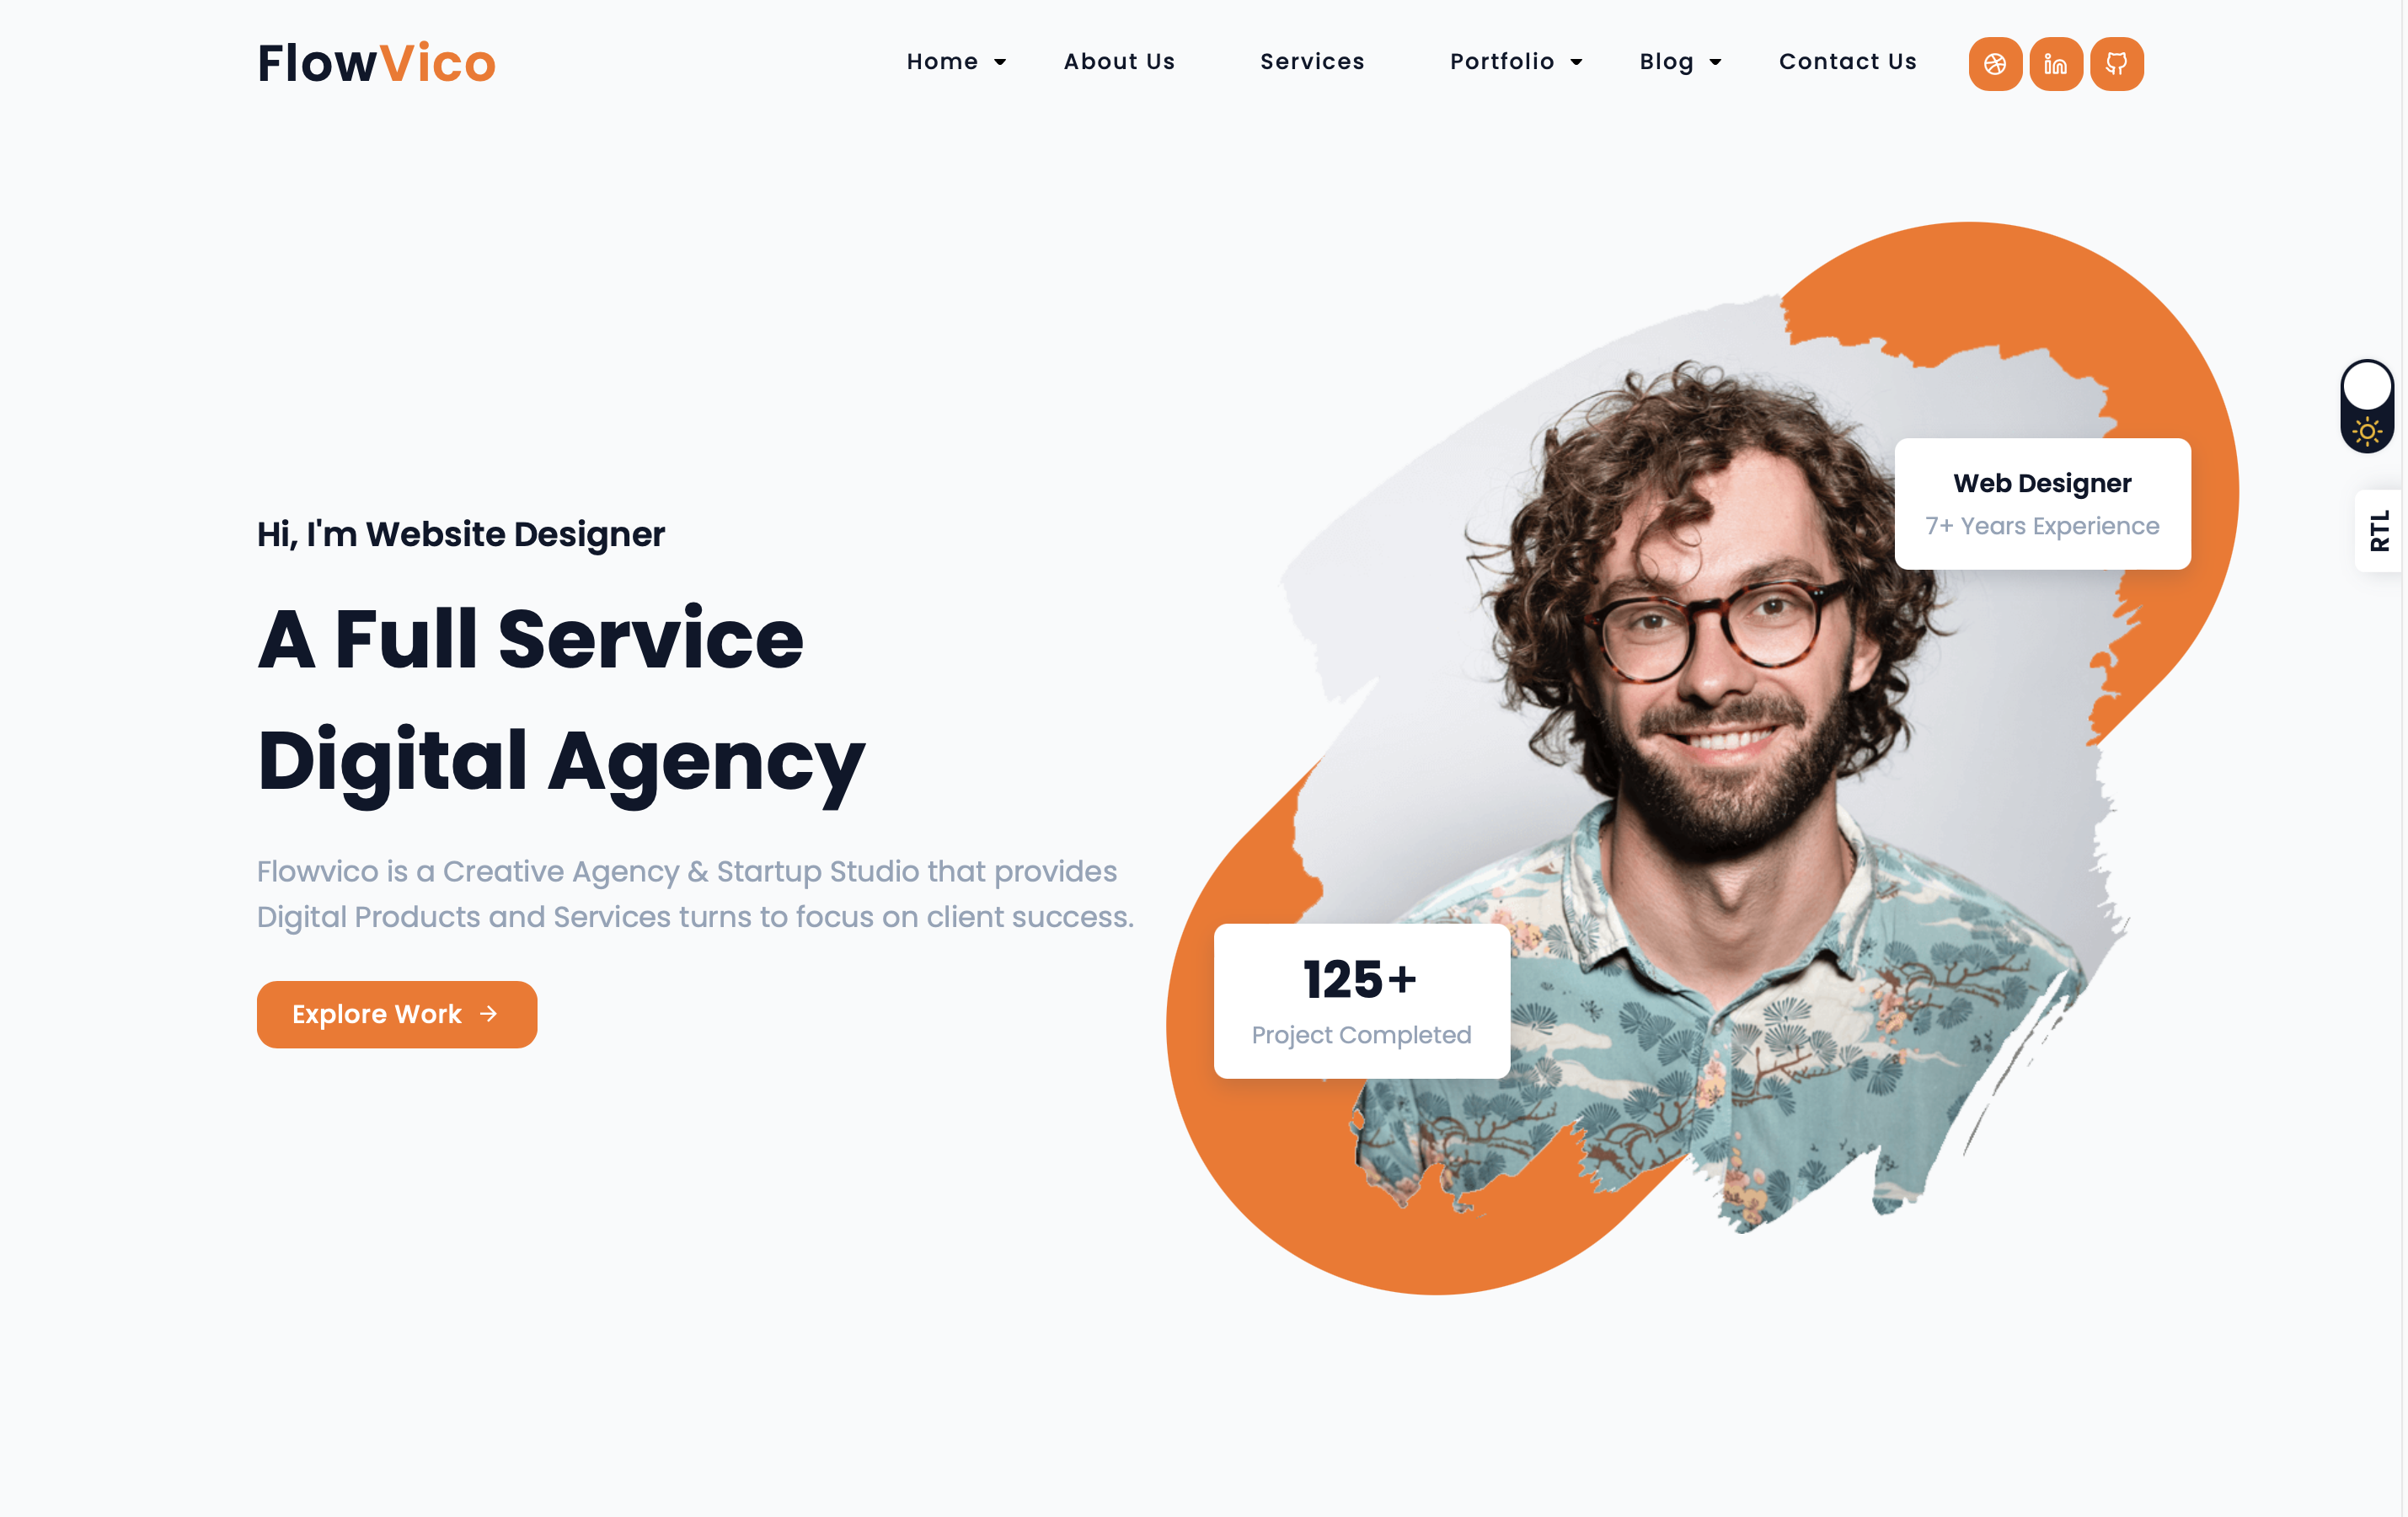 FlowVico
Home
About Us
Services
Portfolio
Blog
Contact Us
Web Designer
7+ Years Experience
RTL
Hi, I'm Website Designer
A Full Service
Digital Agency
Flowvico is a Creative Agency & Startup Studio that provides
Digital Products and Services turns to focus on client success.
Explore Work
125+
Project Completed